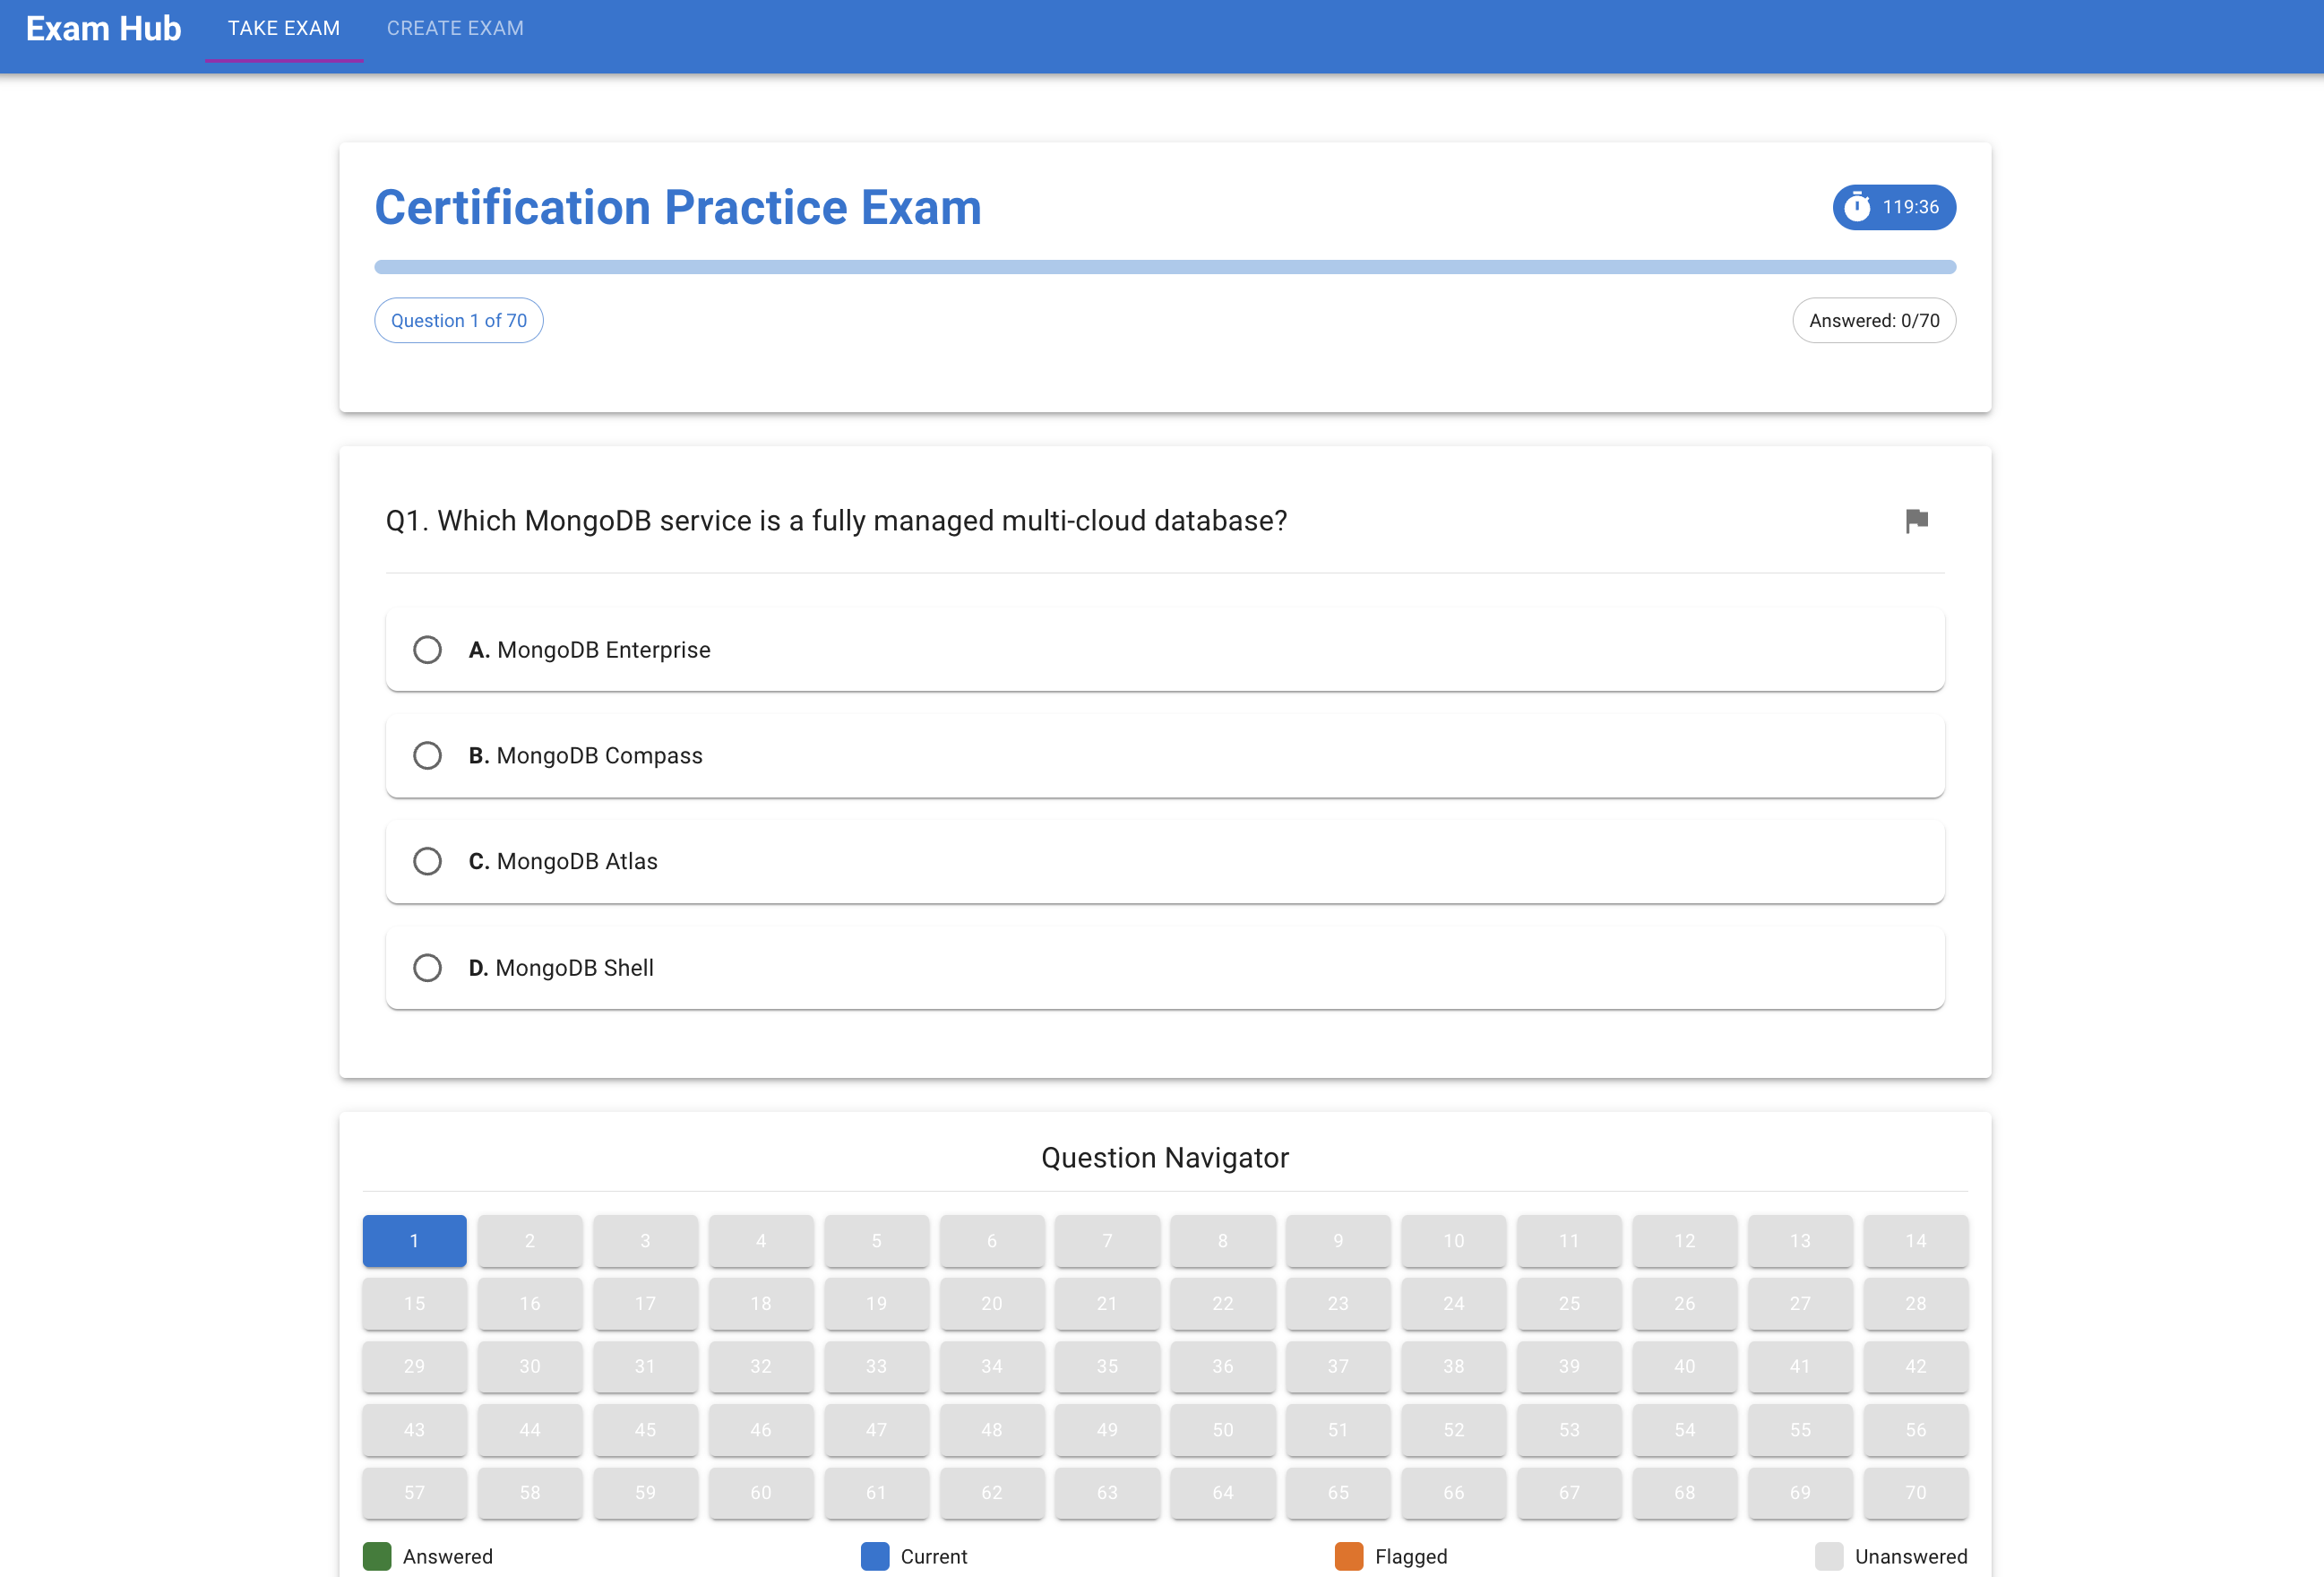 Exam Hub TAKE EXAM CREATE EXAM
Certification Practice Exam 119:36
Question 1 of 70 Answered: 0/70
Q1. Which MongoDB service is a fully managed multi-cloud database?
A. MongoDB Enterprise
B. MongoDB Compass
C. MongoDB Atlas
D. MongoDB Shell
Question Navigator
1 2 3 4 5 6 7 8 9 10 11 12 13 14
15 16 17 18 19 20 21 22 23 24 25 26 27 28
29 30 31 32 33 34 35 36 37 38 39 40 41 42
43 44 45 46 47 48 49 50 51 52 53 54 55 56
57 58 59 60 61 62 63 64 65 66 67 68 69 70
Answered Current Flagged Unanswered